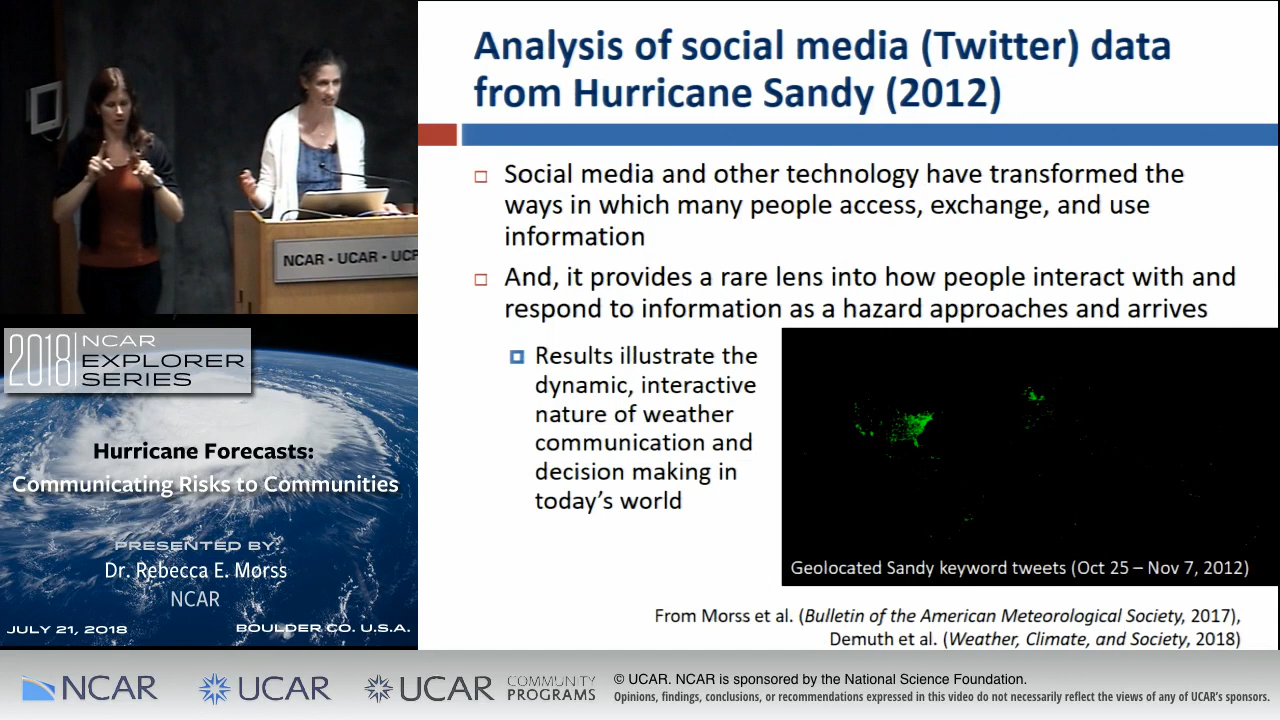 Analysis of social media (Twitter) data
from Hurricane Sandy (2012)
Social media and other technology have transformed the
ways in which many people access, exchange, and use
information
And, it provides a rare lens into how people interact with and
respond to information as a hazard approaches and arrives
Results illustrate the
dynamic, interactive
nature of weather
communication and
decision making in
today's world
Geolocated Sandy keyword tweets (Oct 25 – Nov 7, 2012)
From Morss et al. (Bulletin of the American Meteorological Society, 2017),
Demuth et al. (Weather, Climate, and Society, 2018)
NCAR • UCAR • UCP
2018 NCAR
EXPLORER
SERIES
Hurricane Forecasts:
Communicating Risks to Communities
PRESENTED BY:
Dr. Rebecca E. Morss
NCAR
JULY 21, 2018 BOULDER CO. U.S.A.
NCAR UCAR UCAR COMMUNITY
PROGRAMS
© UCAR. NCAR is sponsored by the National Science Foundation.
Opinions, findings, conclusions, or recommendations expressed in this video do not necessarily reflect the views of any of UCAR's sponsors.